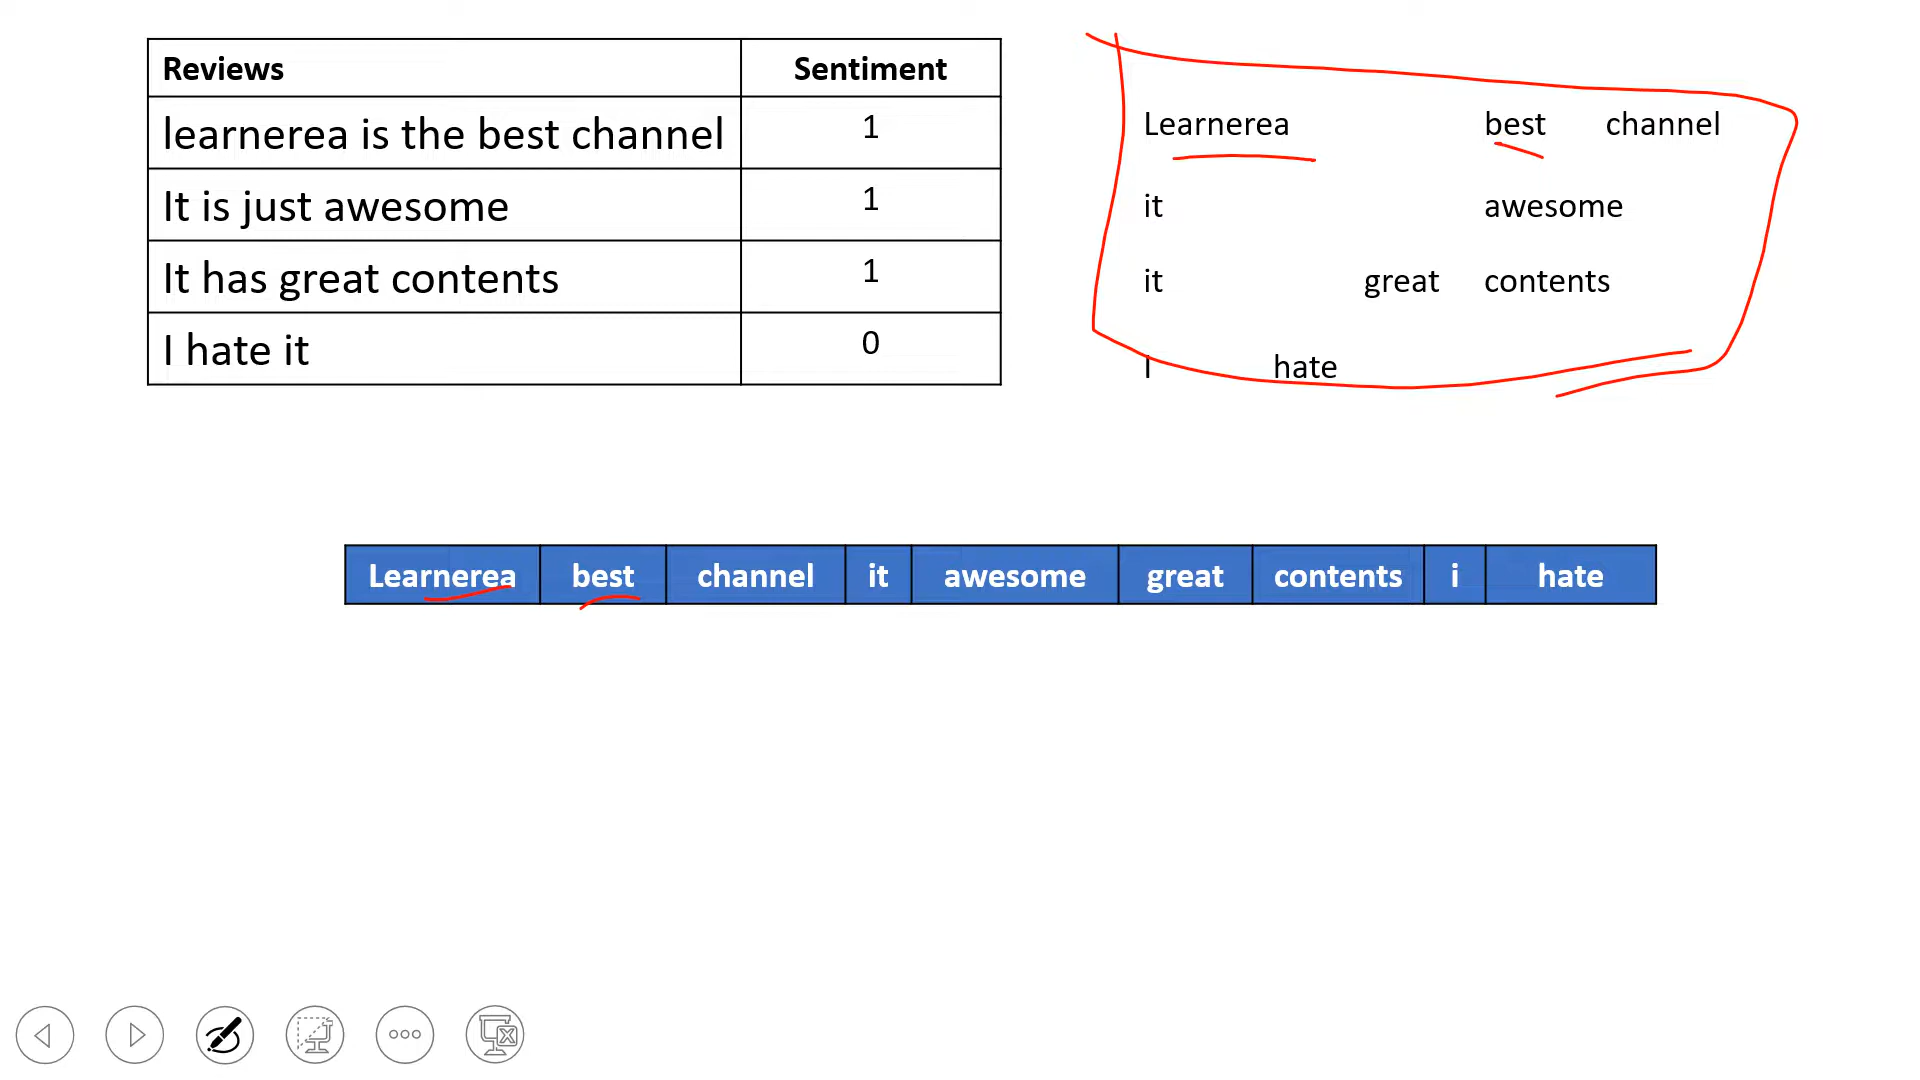 Reviews Sentiment
learnerea is the best channel 1
It is just awesome 1
It has great contents 1
I hate it 0
Learnerea best channel
it awesome
it great contents
I hate
Learnerea best channel it awesome great contents i hate